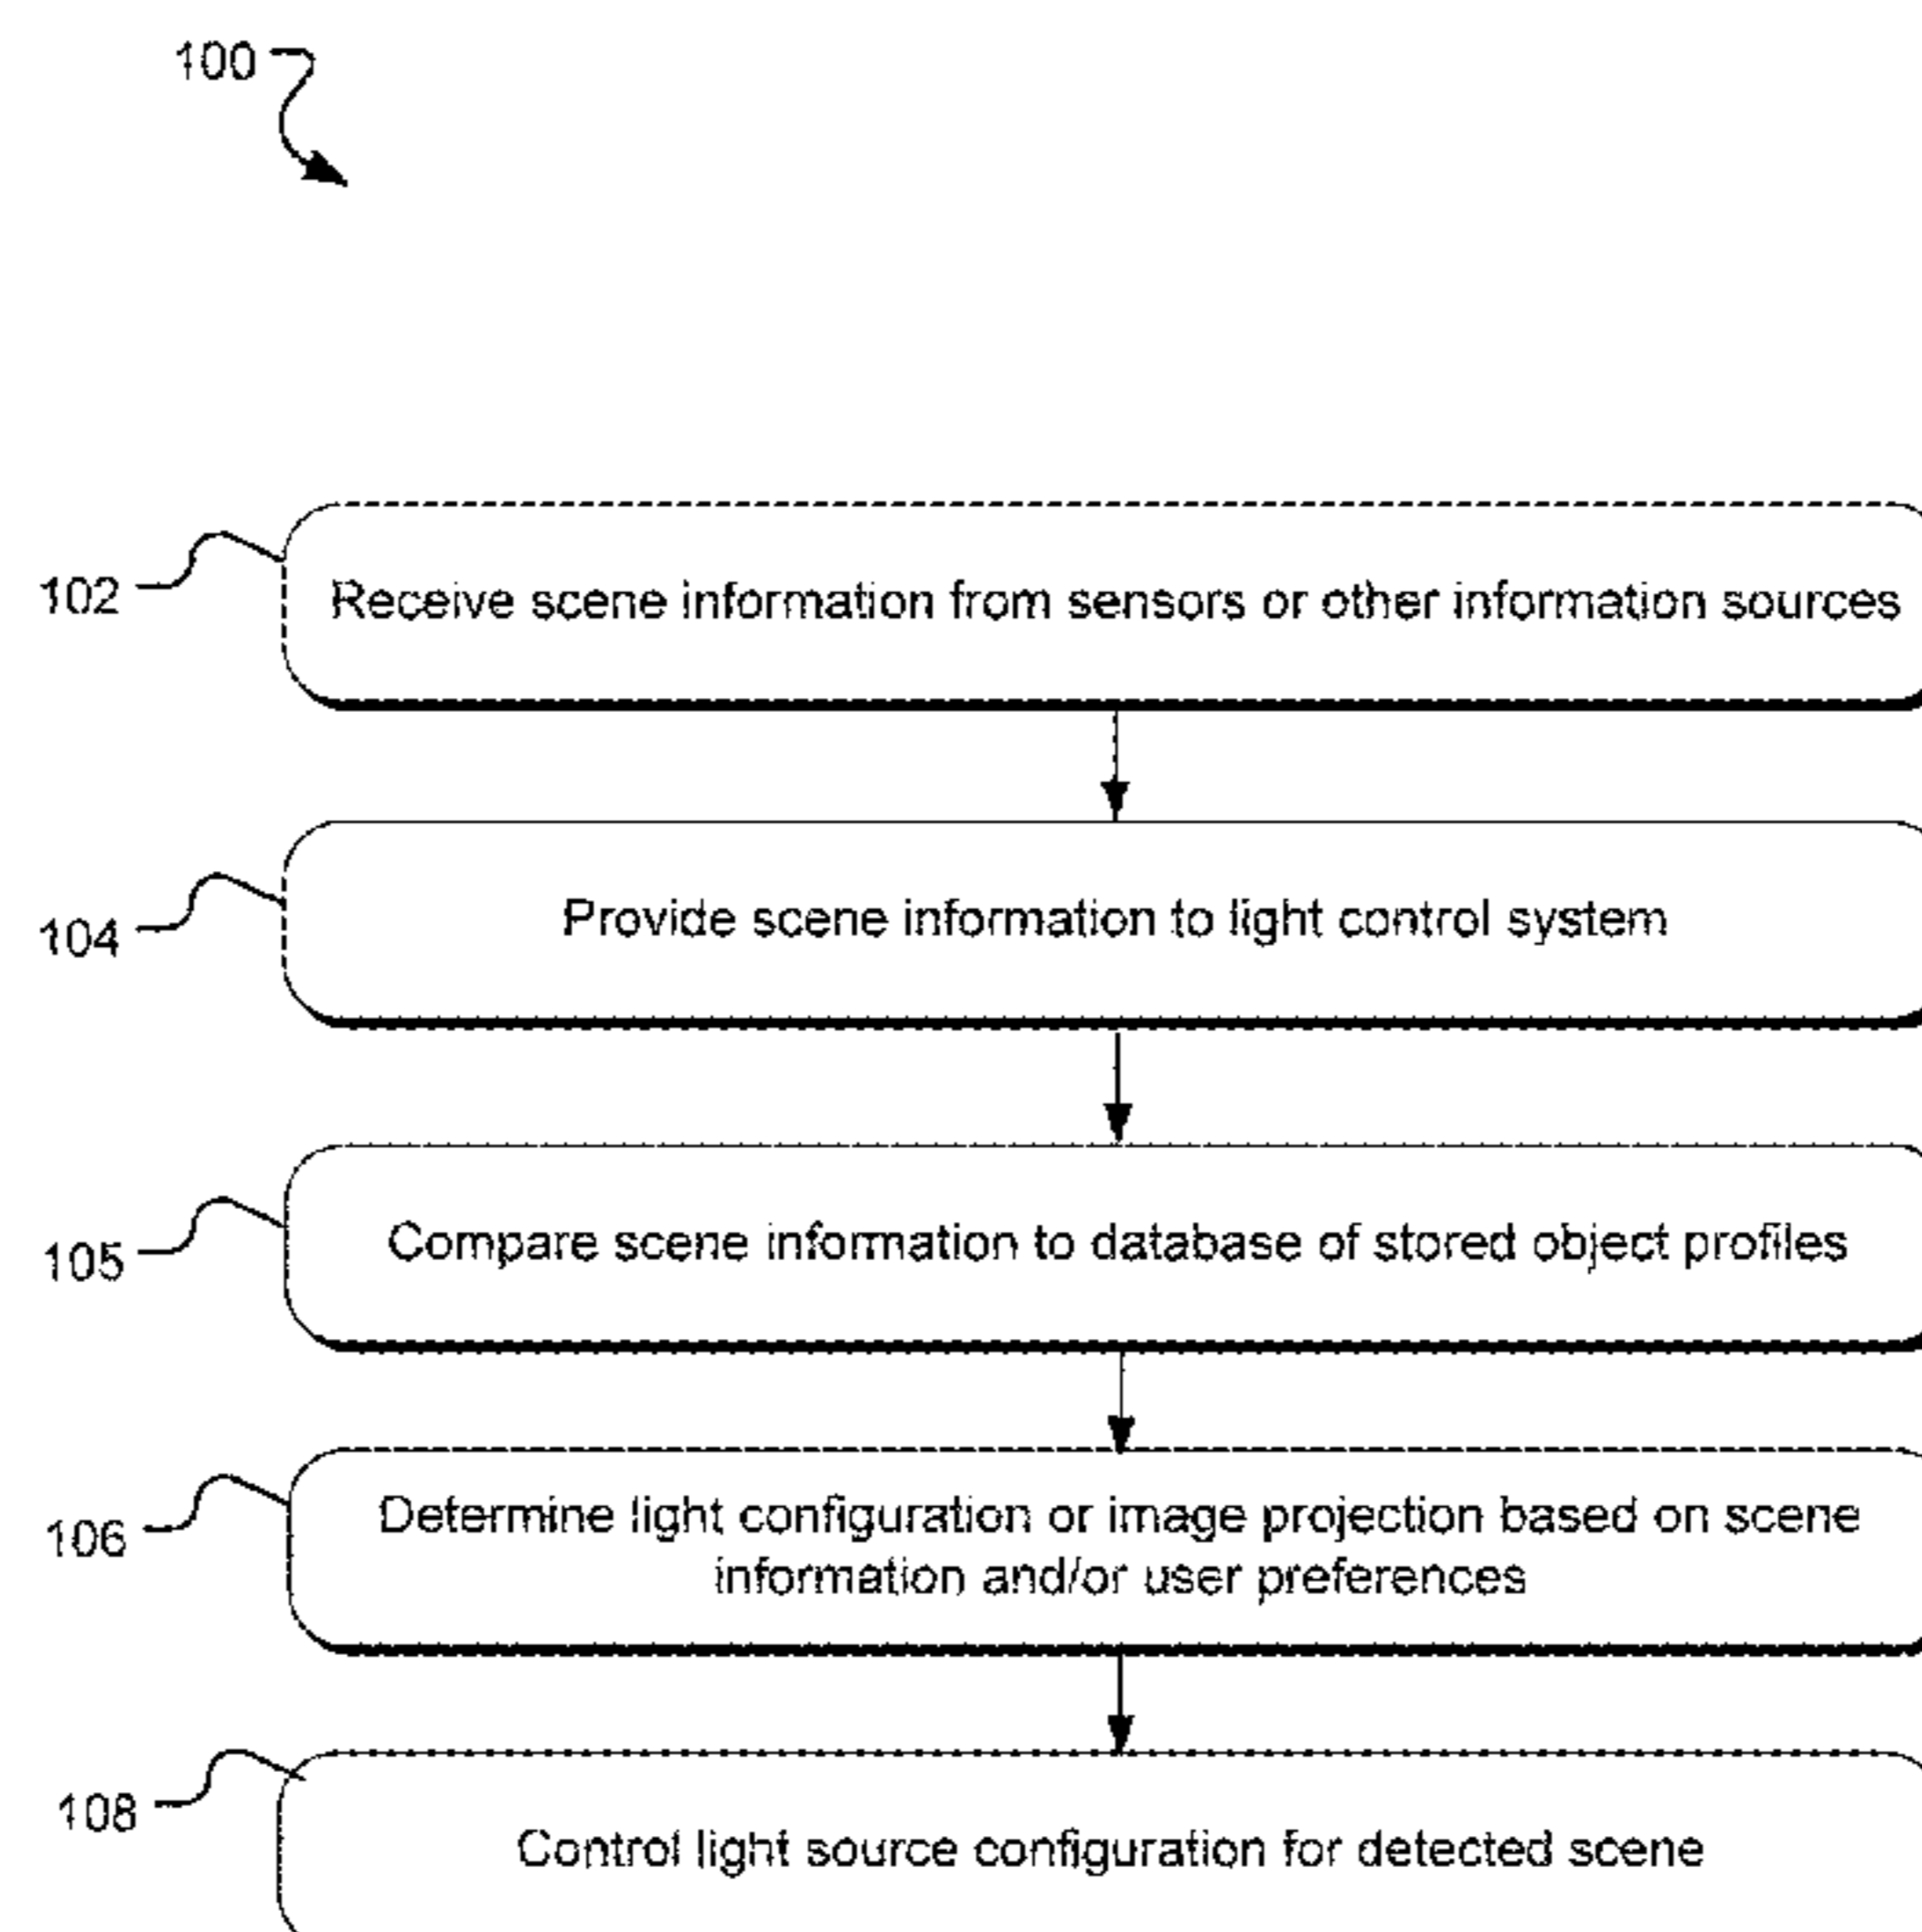 100
102
Receive scene information from sensors or other information sources
104
Provide scene information to light control system
105
Compare scene information to database of stored object profiles
106
Determine light configuration or image projection based on scene
information and/or user preferences
108
Control light source configuration for detected scene